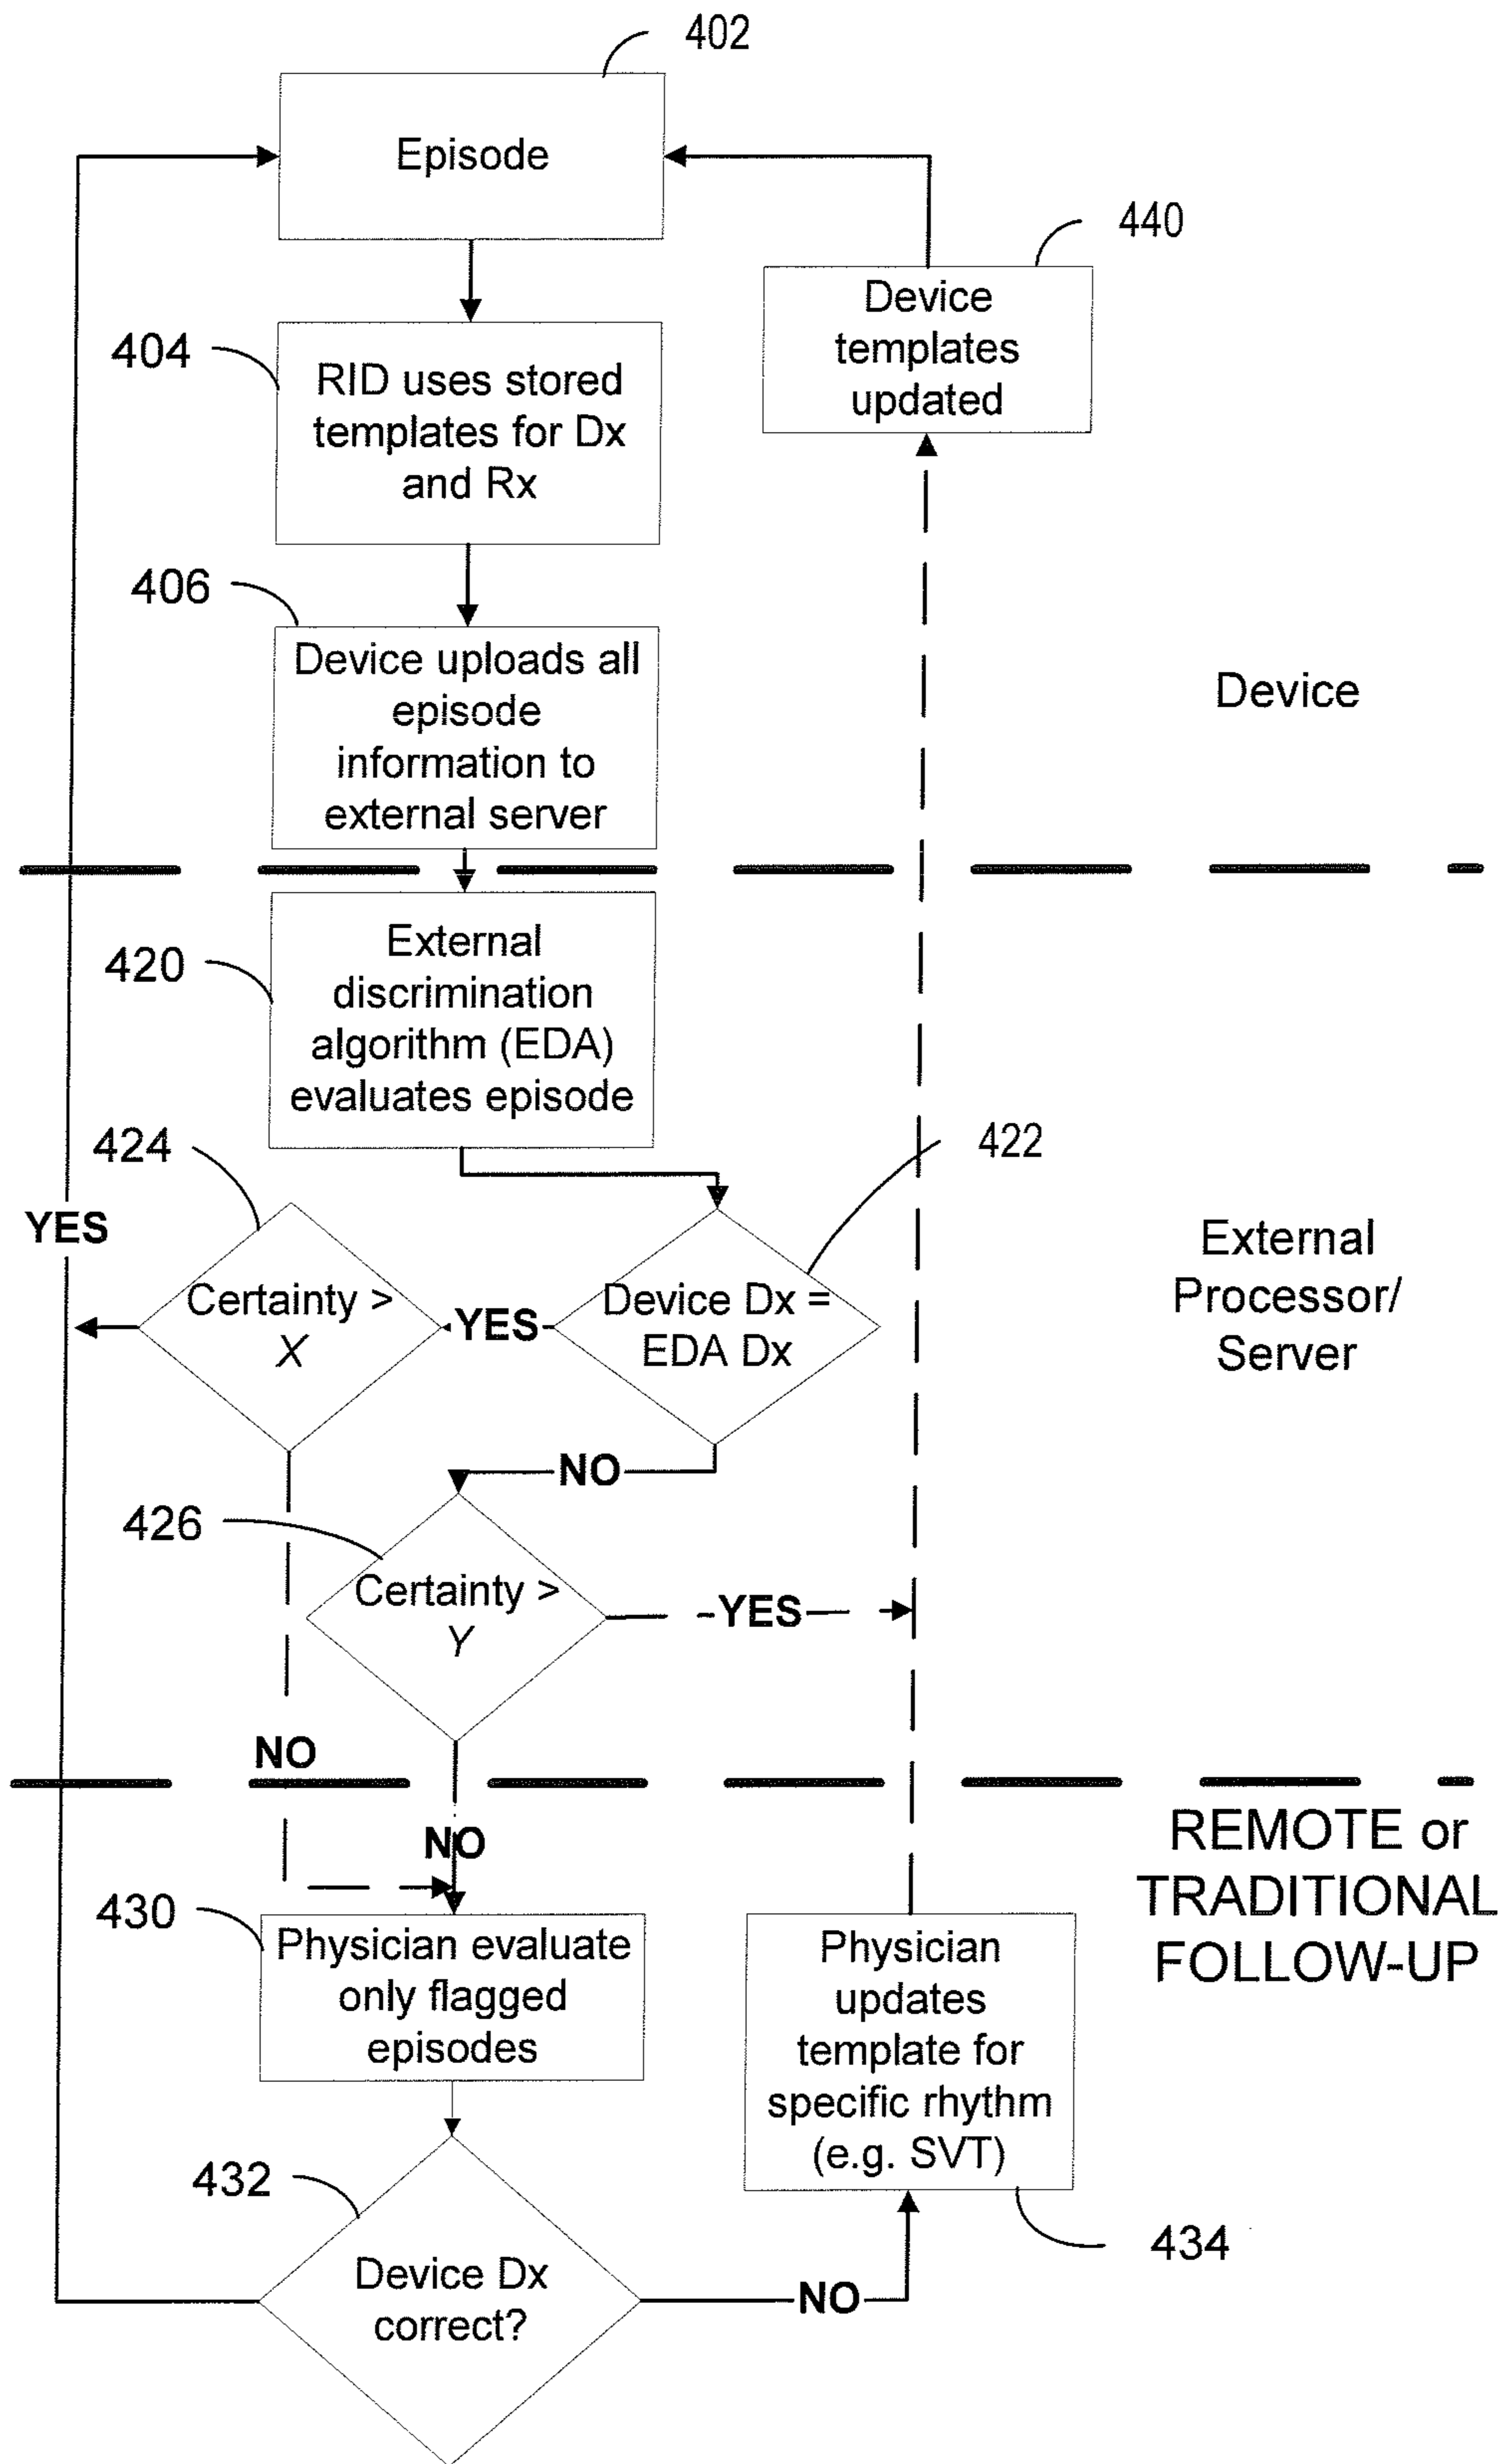 402
Episode
440
Device
templates
updated
404
RID uses stored
templates for Dx
and Rx
406
Device uploads all
episode
information to
external server
Device
420
External
discrimination
algorithm (EDA)
evaluates episode
424
422
YES
Certainty >
X
YES
Device Dx =
EDA Dx
External
Processor/
Server
NO
426
Certainty >
Y
YES
NO
NO
REMOTE or
TRADITIONAL
FOLLOW-UP
430
Physician evaluate
only flagged
episodes
Physician
updates
template for
specific rhythm
(e.g. SVT)
432
434
Device Dx
correct?
NO